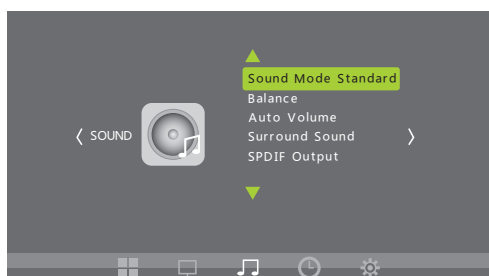 SOUND
Sound Mode Standard
Balance
Auto Volume
Surround Sound
SPDIF Output